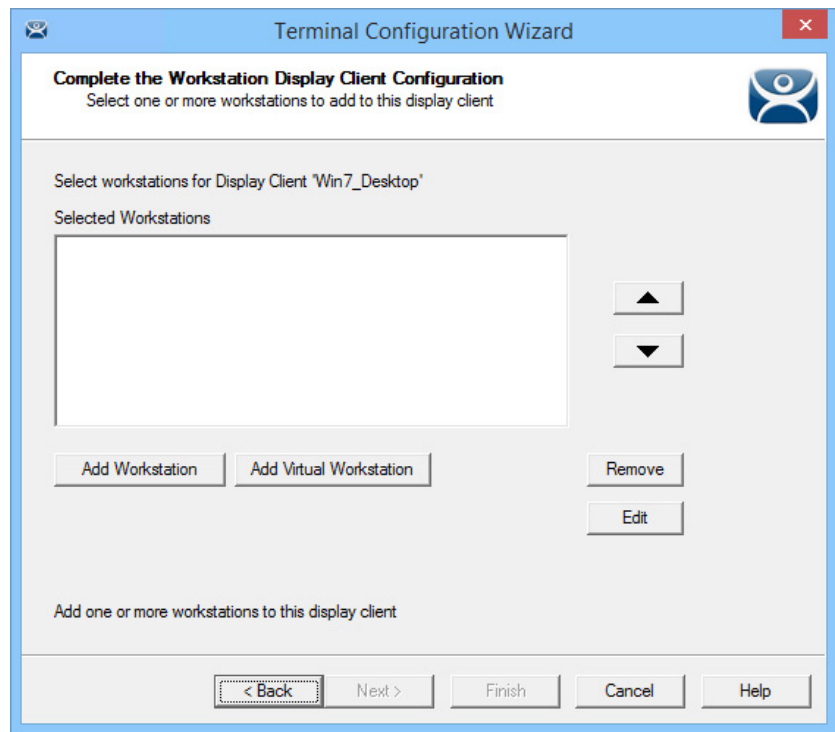 Terminal Configuration Wizard
Complete the Workstation Display Client Configuration
Select one or more workstations to add to this display client
Select workstations for Display Client 'Win7_Desktop'
Selected Workstations
Add Workstation Add Virtual Workstation Remove
Edit
Add one or more workstations to this display client
< Back Next > Finish Cancel Help